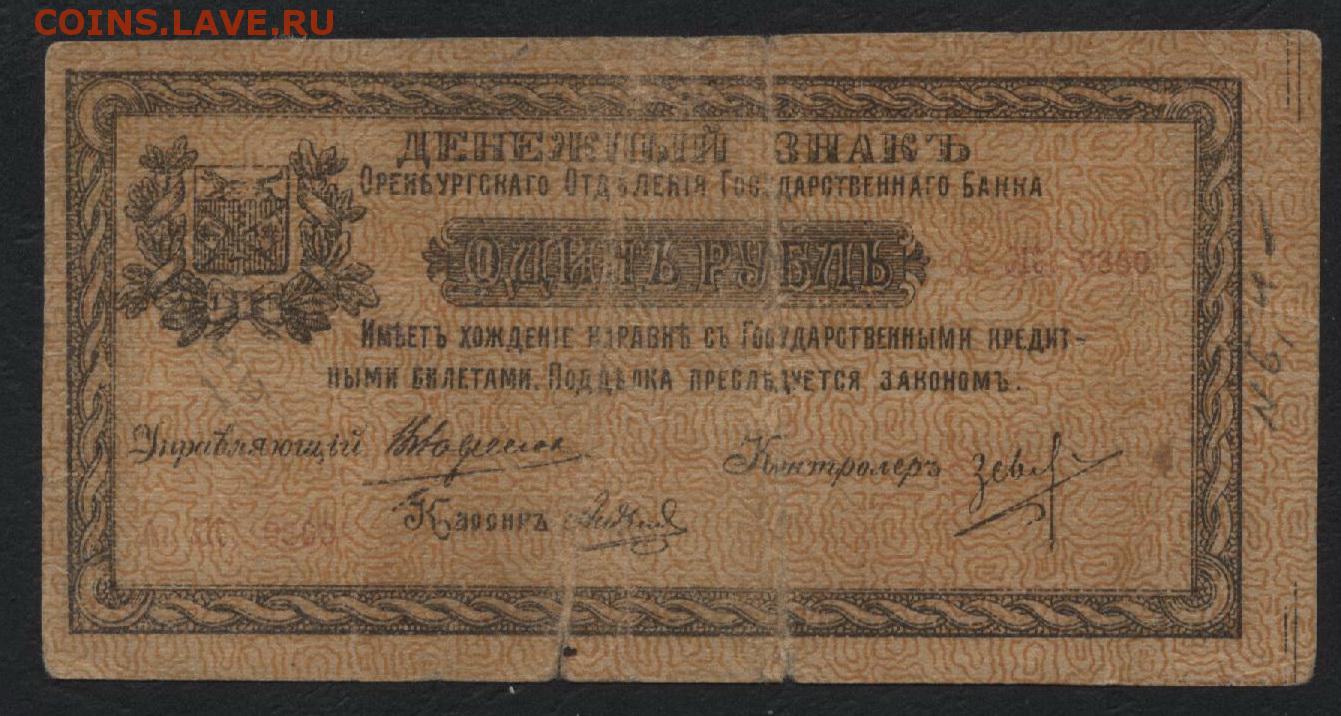 COINS.LAVE.RU
ДЕНЕЖНЫЙ ЗНАКЪ
ОРЕНБУРГСКАГО ОТДѢЛЕНІЯ ГОСУДАРСТВЕННАГО БАНКА
ОДИНЪ РУБЛЬ
ИМѢЕТЪ ХОЖДЕНІЕ НАРАВНѢ СЪ ГОСУДАРСТВЕННЫМИ КРЕДИТ-
НЫМИ БИЛЕТАМИ. ПОДДѢЛКА ПРЕСЛѢДУЕТСЯ ЗАКОНОМЪ.
Управляющій
Контролеръ
Кассиръ